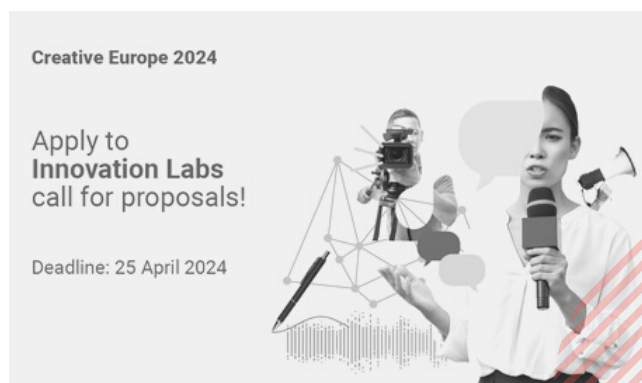 Creative Europe 2024
Apply to
Innovation Labs
call for proposals!
Deadline: 25 April 2024